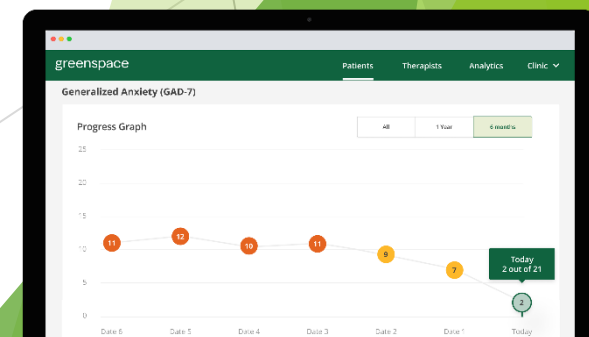 greenspace
Patients Therapists Analytics Clinic
Generalized Anxiety (GAD-7)
Progress Graph
All 1 Year 6 months
25
20
15
10
5
0
11 12 10 11 9 7 2
Today
2 out of 21
Date 6 Date 5 Date 4 Date 3 Date 2 Date 1 Today